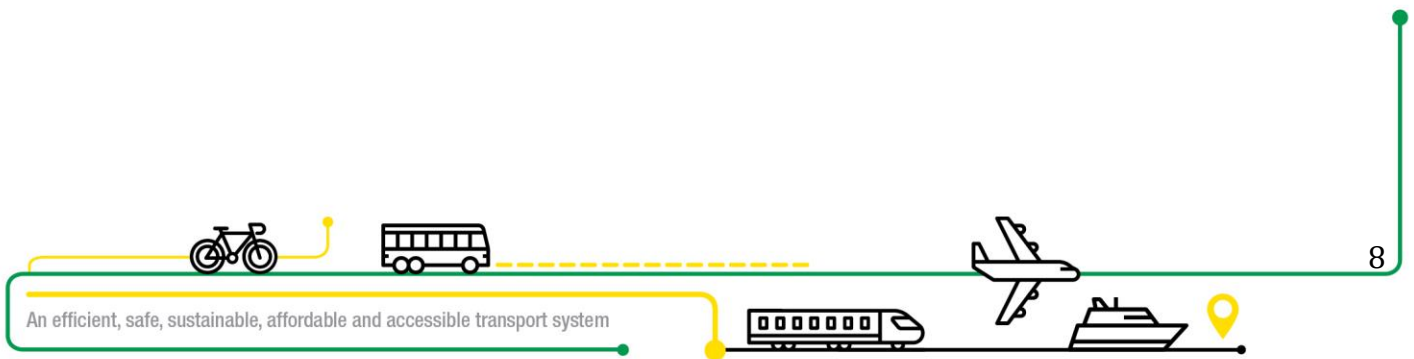 8
An efficient, safe, sustainable, affordable and accessible transport system